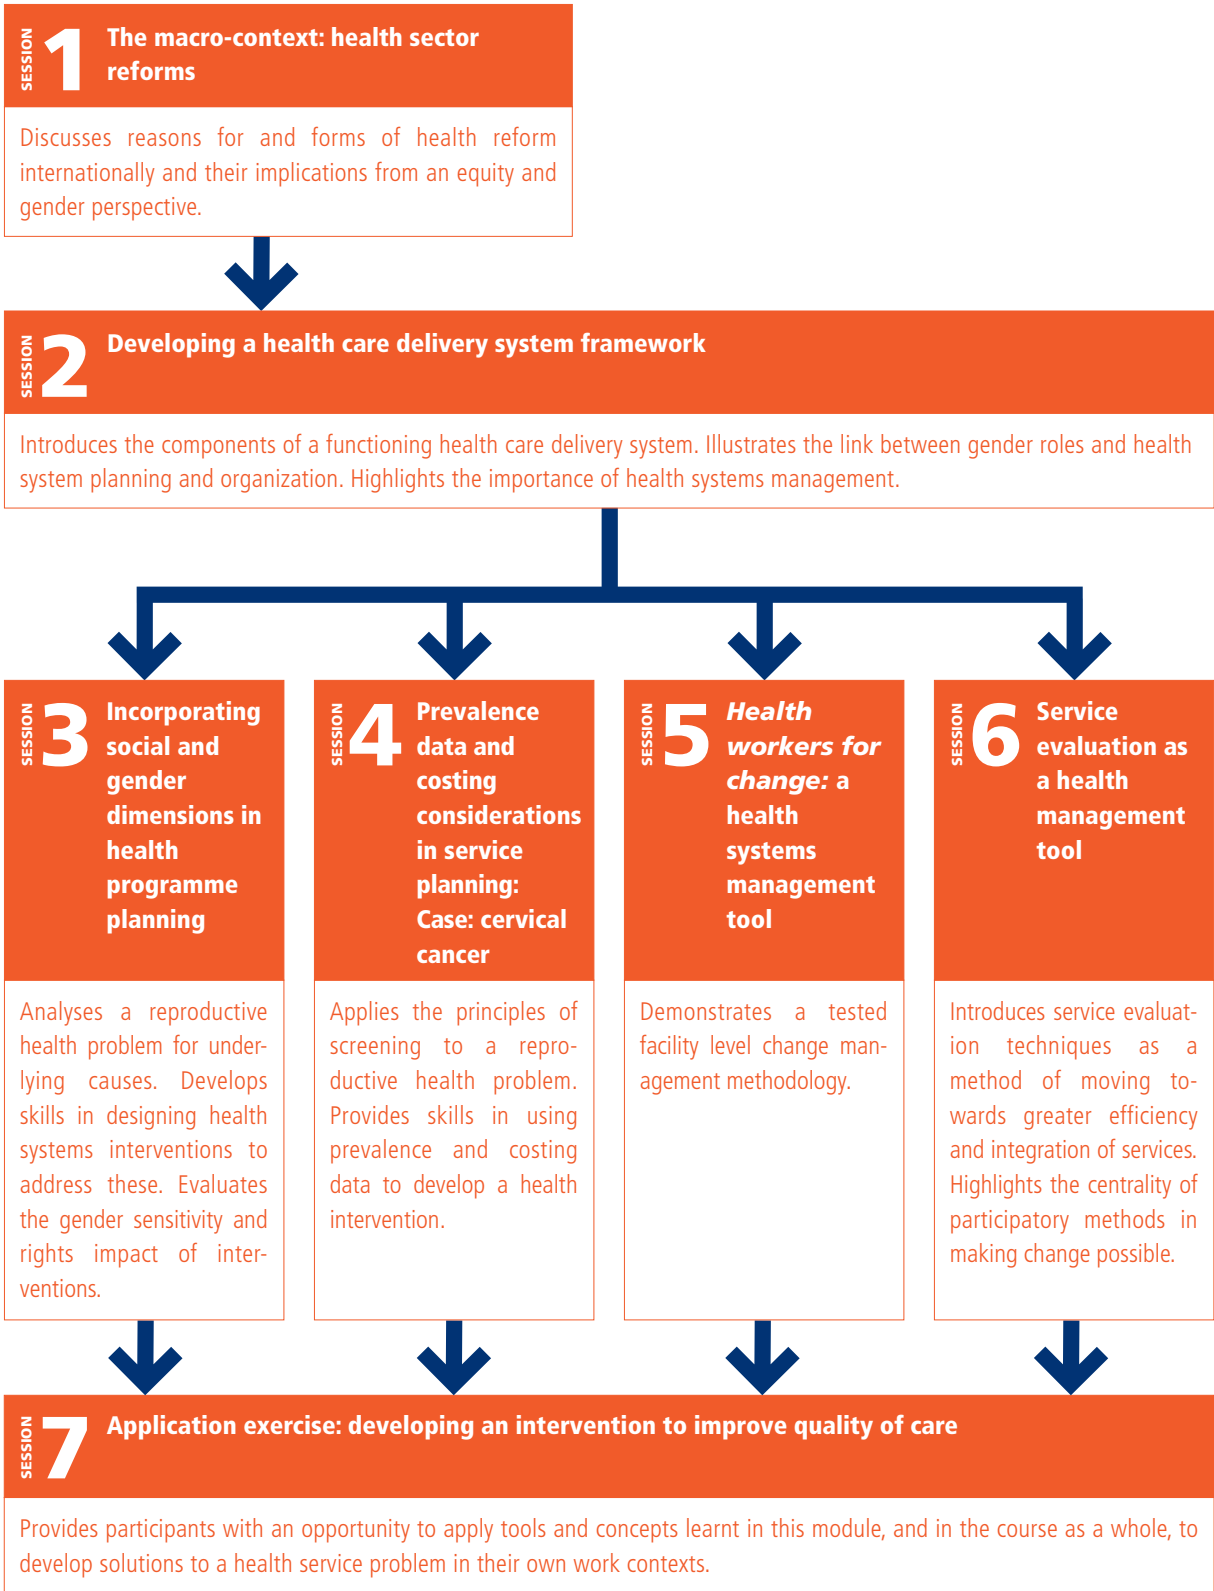 SESSION
1
The macro-context: health sector
reforms
Discusses reasons for and forms of health reform
internationally and their implications from an equity and
gender perspective.
SESSION
2
Developing a health care delivery system framework
Introduces the components of a functioning health care delivery system. Illustrates the link between gender roles and health
system planning and organization. Highlights the importance of health systems management.
SESSION
3
Incorporating
social and
gender
dimensions in
health
programme
planning
Analyses a reproductive
health problem for under-
lying causes. Develops
skills in designing health
systems interventions to
address these. Evaluates
the gender sensitivity and
rights impact of inter-
ventions.
SESSION
4
Prevalence
data and
costing
considerations
in service
planning:
Case: cervical
cancer
Applies the principles of
screening to a repro-
ductive health problem.
Provides skills in using
prevalence and costing
data to develop a health
intervention.
SESSION
5
Health
workers for
change: a
health
systems
management
tool
Demonstrates a tested
facility level change man-
agement methodology.
SESSION
6
Service
evaluation as
a health
management
tool
Introduces service evaluat-
ion techniques as a
method of moving to-
wards greater efficiency
and integration of services.
Highlights the centrality of
participatory methods in
making change possible.
SESSION
7
Application exercise: developing an intervention to improve quality of care
Provides participants with an opportunity to apply tools and concepts learnt in this module, and in the course as a whole, to
develop solutions to a health service problem in their own work contexts.